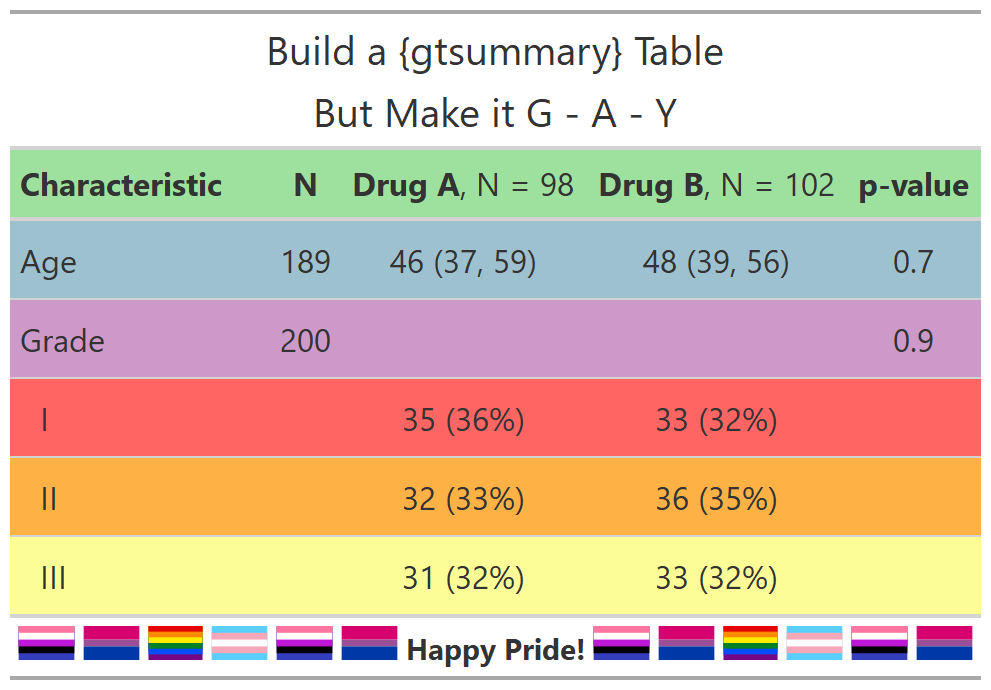 Build a {gtsummary} Table
But Make it G - A - Y
Characteristic N Drug A, N = 98 Drug B, N = 102 p-value
Age 189 46 (37, 59) 48 (39, 56) 0.7
Grade 200 0.9
I 35 (36%) 33 (32%)
II 32 (33%) 36 (35%)
III 31 (32%) 33 (32%)
Happy Pride!